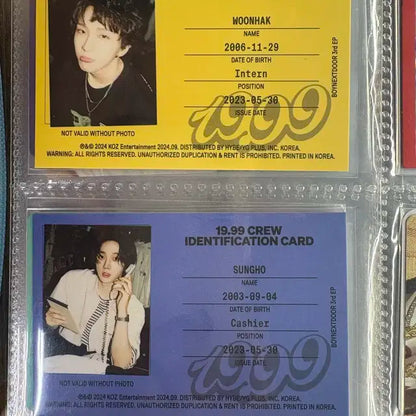 WOONHAK
NAME
2006-11-29
DATE OF BIRTH
Intern
POSITION
2023-05-30
ISSUE DATE
1999
BOYNEXTDOOR 3rd EP
NOT VALID WITHOUT PHOTO
℗&© 2024 KOZ Entertainment 2024.09. DISTRIBUTED BY HYBE/YG PLUS, INC. KOREA.
WARNING: ALL RIGHTS RESERVED. UNAUTHORIZED DUPLICATION & RENT IS PROHIBITED. PRINTED IN KOREA.
19.99 CREW
IDENTIFICATION CARD
SUNGHO
NAME
2003-09-04
DATE OF BIRTH
Cashier
POSITION
2023-05-30
ISSUE DATE
1999
BOYNEXTDOOR 3rd EP
NOT VALID WITHOUT PHOTO
℗&© 2024 KOZ Entertainment 2024.09. DISTRIBUTED BY HYBE/YG PLUS, INC. KOREA.
WARNING: ALL RIGHTS RESERVED. UNAUTHORIZED DUPLICATION & RENT IS PROHIBITED. PRINTED IN KOREA.